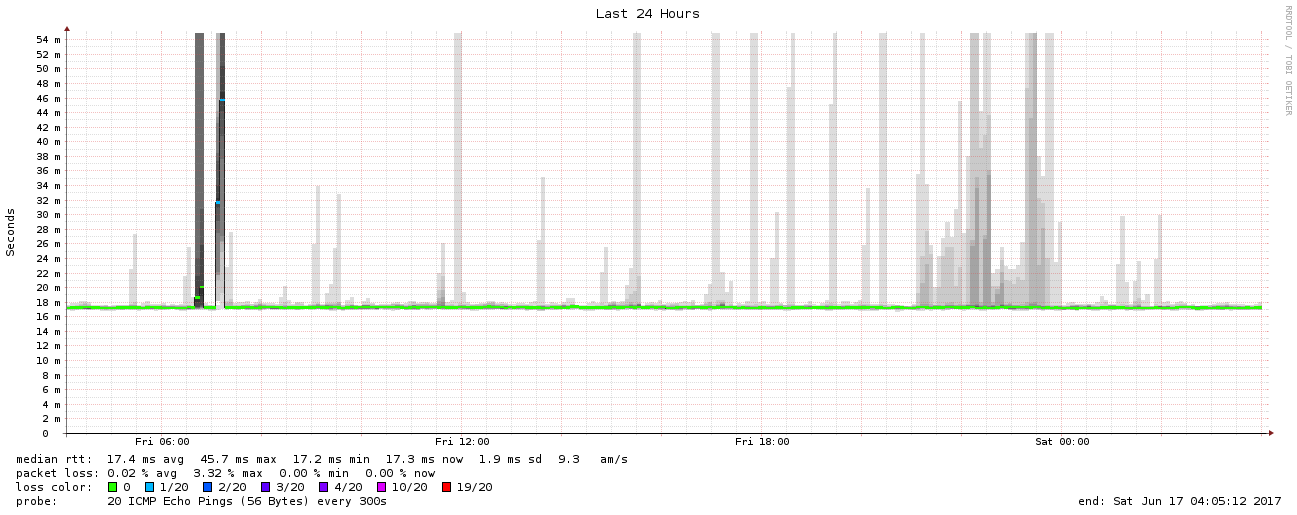 Last 24 Hours
RRDTOOL / TOBI OETIKER
Seconds
54 m
52 m
50 m
48 m
46 m
44 m
42 m
40 m
38 m
36 m
34 m
32 m
30 m
28 m
26 m
24 m
22 m
20 m
18 m
16 m
14 m
12 m
10 m
8 m
6 m
4 m
2 m
0
Fri 06:00 Fri 12:00 Fri 18:00 Sat 00:00
median rtt: 17.4 ms avg 45.7 ms max 17.2 ms min 17.3 ms now 1.9 ms sd 9.3 am/s
packet loss: 0.02 % avg 3.32 % max 0.00 % min 0.00 % now
loss color: 0 1/20 2/20 3/20 4/20 10/20 19/20
probe: 20 ICMP Echo Pings (56 Bytes) every 300s end: Sat Jun 17 04:05:12 2017